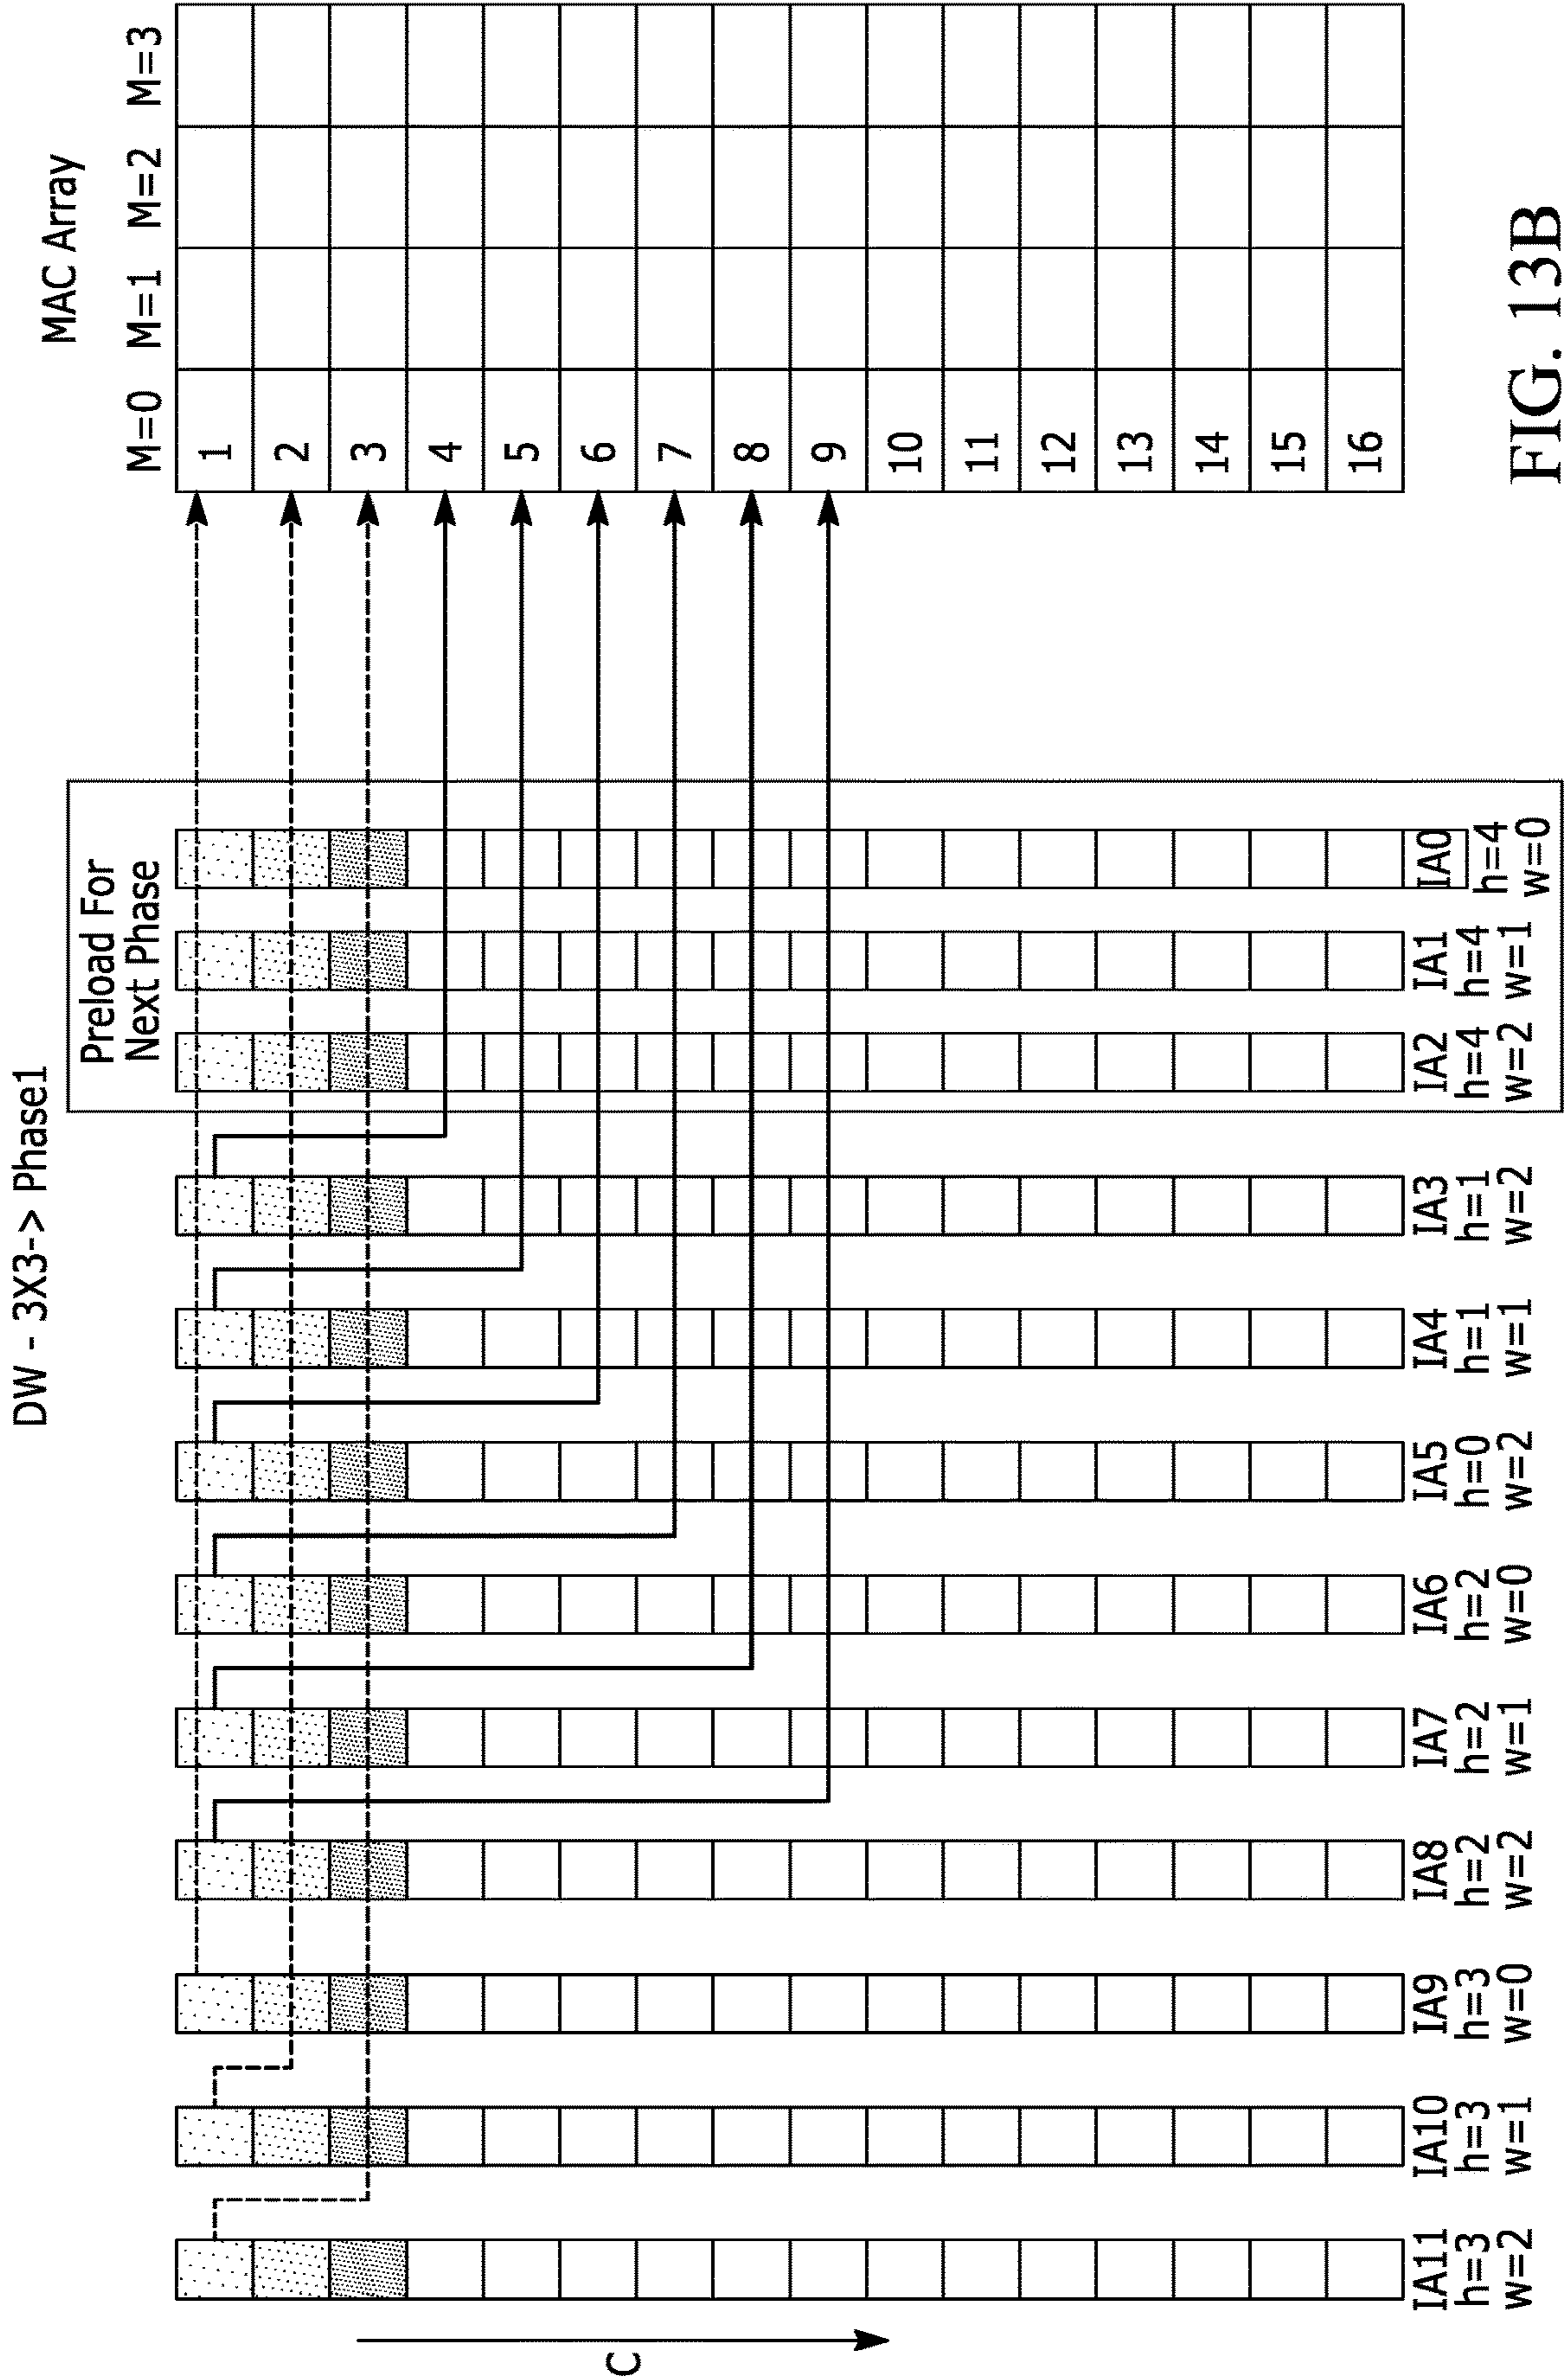 DW - 3X3-> Phase1
MAC Array
M=0 M=1 M=2 M=3
Preload For
Next Phase
1
2
3
4
5
6
7
8
9
10
11
12
13
14
15
16
C
IA11
h=3
w=2
IA10
h=3
w=1
IA9
h=3
w=0
IA8
h=2
w=2
IA7
h=2
w=1
IA6
h=2
w=0
IA5
h=0
w=2
IA4
h=1
w=1
IA3
h=1
w=2
IA2
h=4
w=2
IA1
h=4
w=1
IA0
h=4
w=0
FIG. 13B